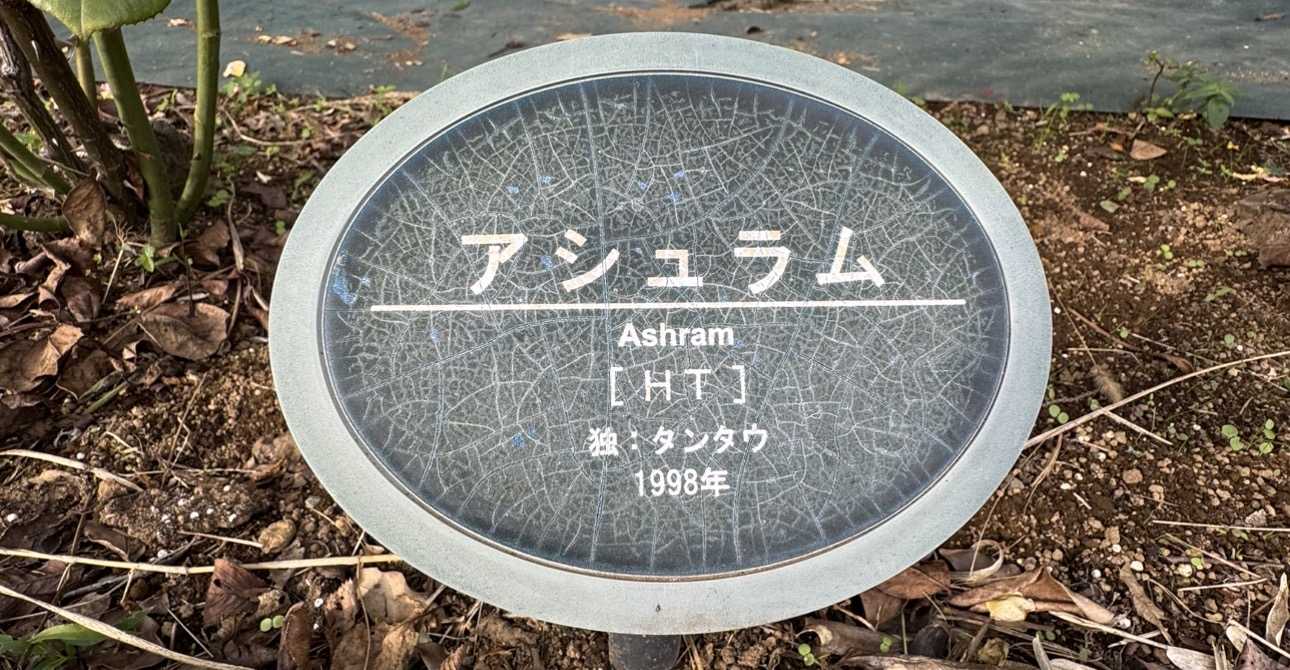 アシュラム
Ashram
[ HT ]
独：タンタウ
1998年